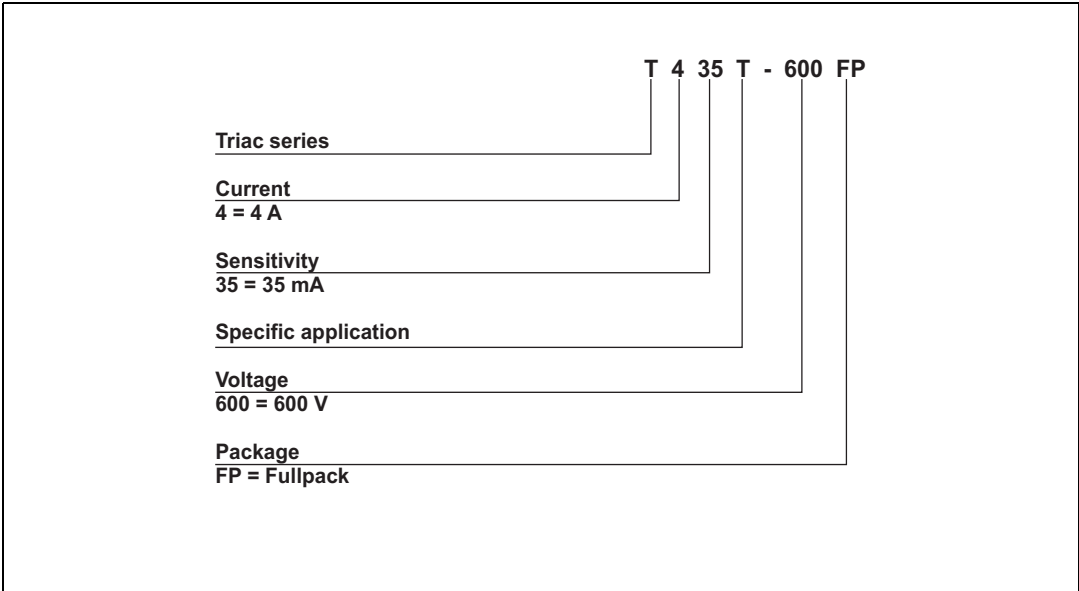 T 4 35 T - 600 FP
Triac series
Current
4 = 4 A
Sensitivity
35 = 35 mA
Specific application
Voltage
600 = 600 V
Package
FP = Fullpack